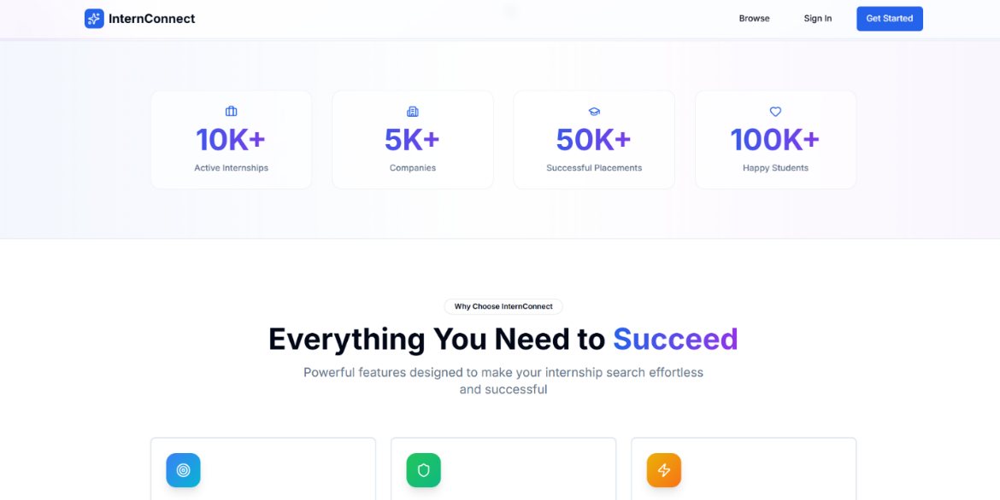 InternConnect
Browse
Sign In
Get Started
10K+
Active Internships
5K+
Companies
50K+
Successful Placements
100K+
Happy Students
Why Choose InternConnect
Everything You Need to Succeed
Powerful features designed to make your internship search effortless
and successful